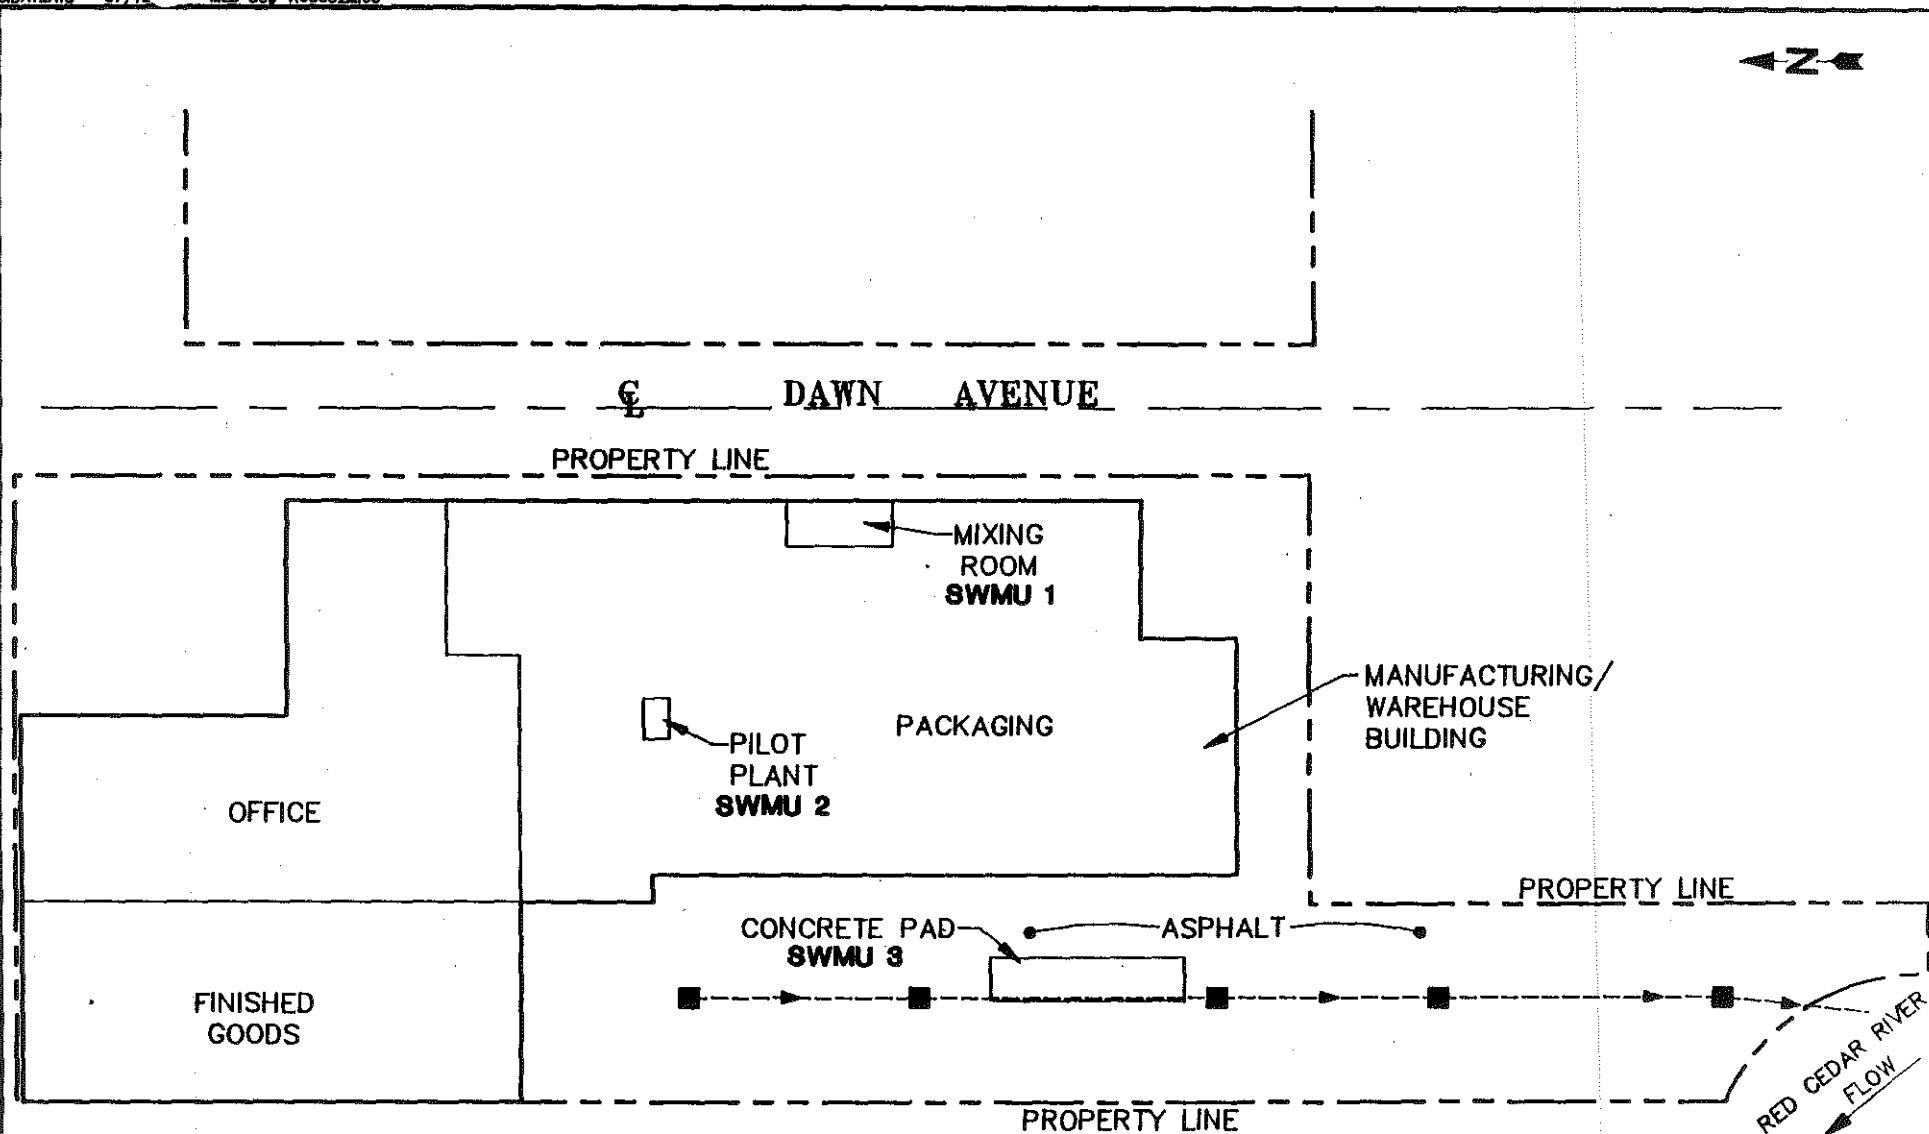 N
℄ DAWN AVENUE
PROPERTY LINE
MIXING
ROOM
SWMU 1
MANUFACTURING/
WAREHOUSE
BUILDING
PACKAGING
PILOT
PLANT
SWMU 2
OFFICE
PROPERTY LINE
CONCRETE PAD
SWMU 3
ASPHALT
FINISHED
GOODS
RED CEDAR RIVER
FLOW
PROPERTY LINE